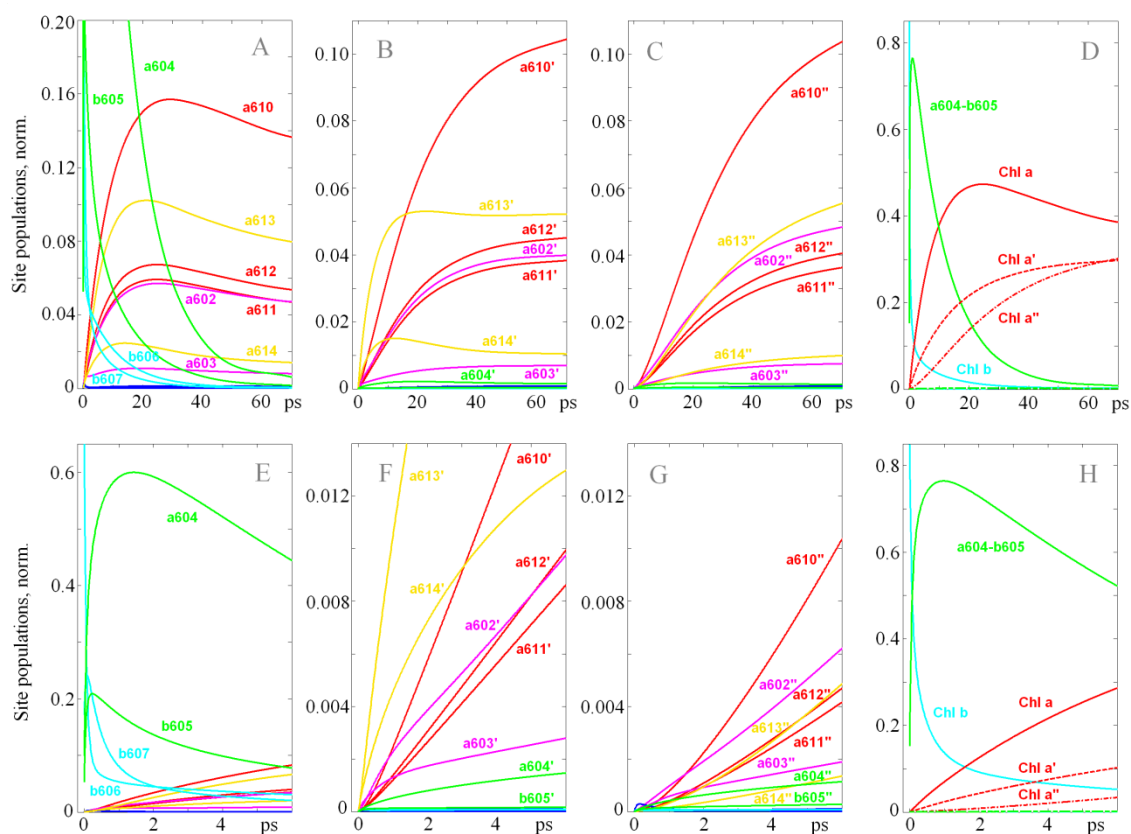 Site populations, norm.
0.20
0.16
0.12
0.08
0.04
0
A
a604
b605
a610
a613
a612
a602
a611
a614
b606
a603
b607
0
20
40
60
ps
0.10
0.08
0.06
0.04
0.02
0
B
a610'
a613'
a612'
a602'
a611'
a614'
a603'
a604'
0
20
40
60
ps
0.10
0.08
0.06
0.04
0.02
0
C
a610"
a613"
a602"
a612"
a611"
a614"
a603"
0
20
40
60
ps
0.8
0.6
0.4
0.2
0
D
a604-b605
Chl a
Chl a'
Chl a"
Chl b
0
20
40
60
ps
Site populations, norm.
0.6
0.4
0.2
0
E
a604
b605
b607
b606
0
2
4
ps
0.012
0.008
0.004
0
F
a610'
a613'
a614'
a612'
a602'
a611'
a603'
a604'
b605'
0
2
4
ps
0.012
0.008
0.004
0
G
a610"
a602"
a612"
a613"
a611"
a603"
a604"
a614"
b605"
0
2
4
ps
0.8
0.6
0.4
0.2
0
H
a604-b605
Chl b
Chl a
Chl a'
Chl a"
0
2
4
ps